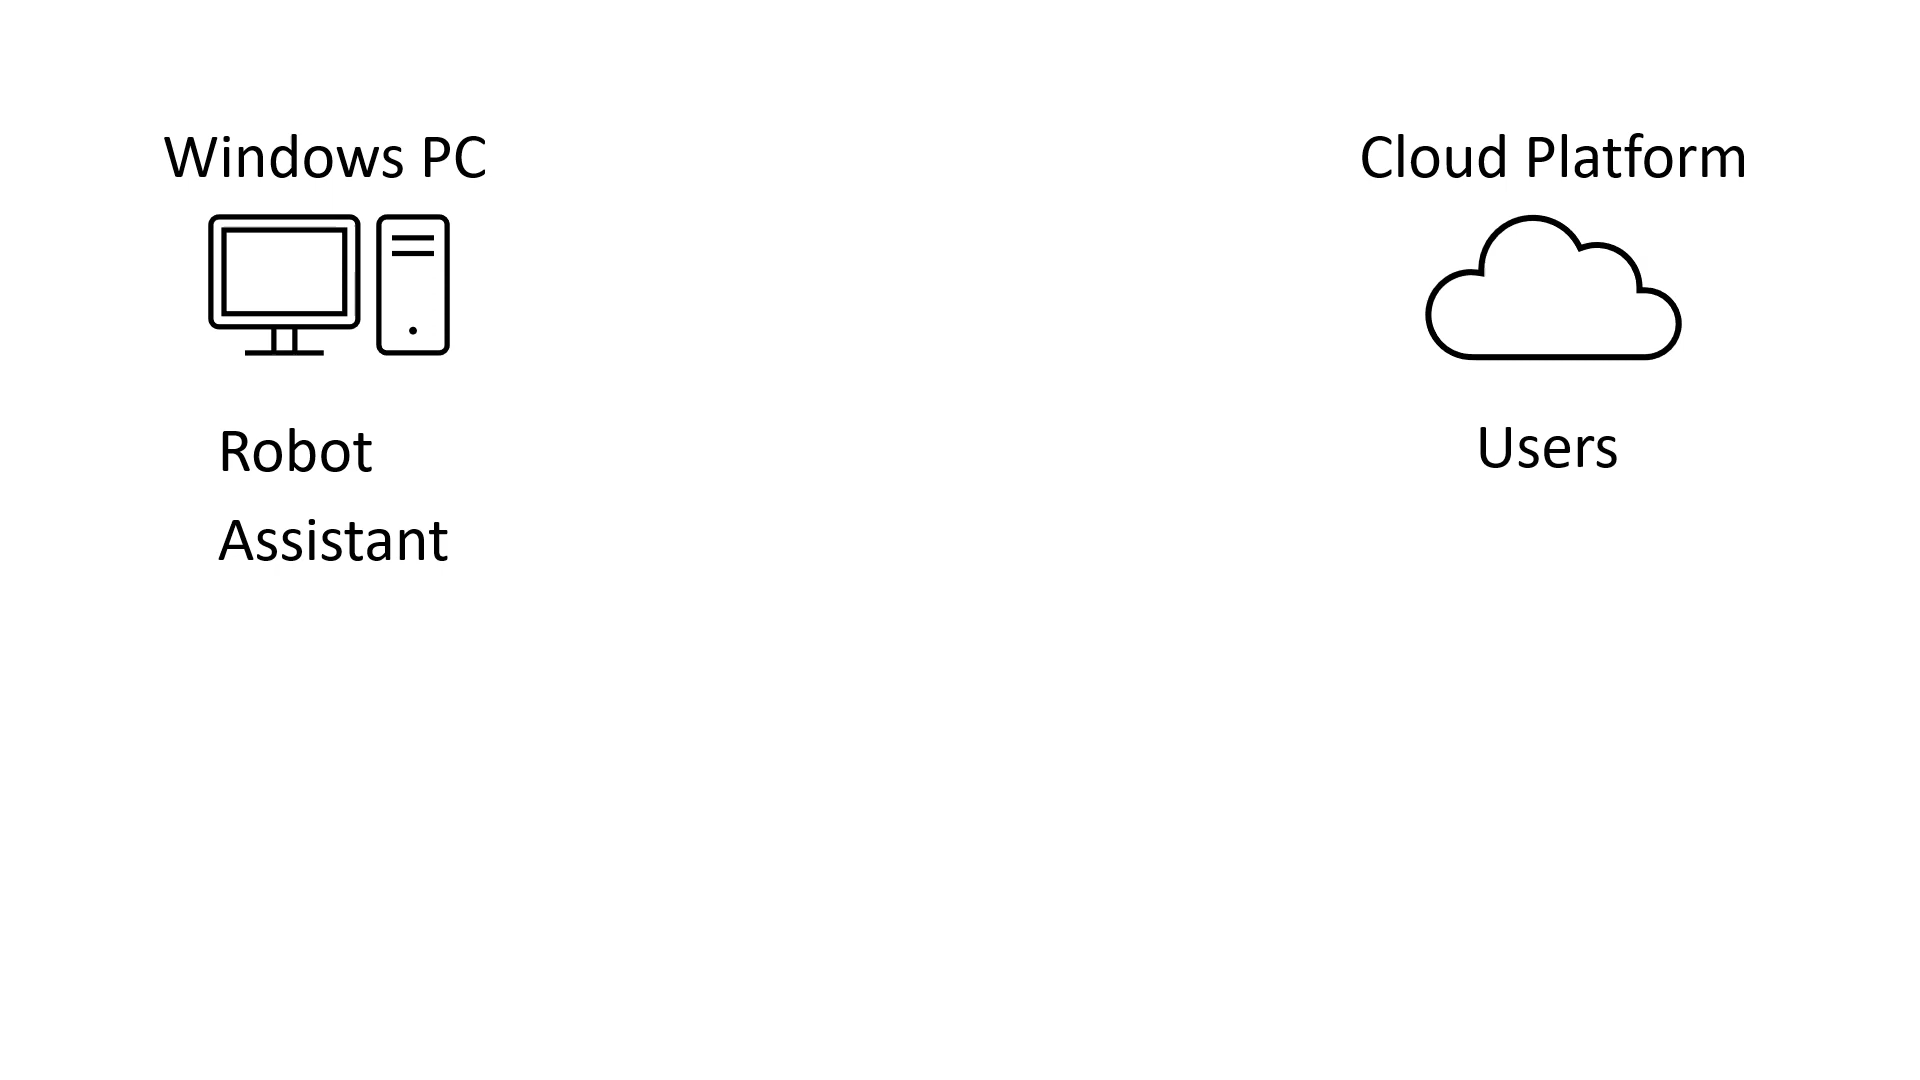 Windows PC
Cloud Platform
Robot
Assistant
Users